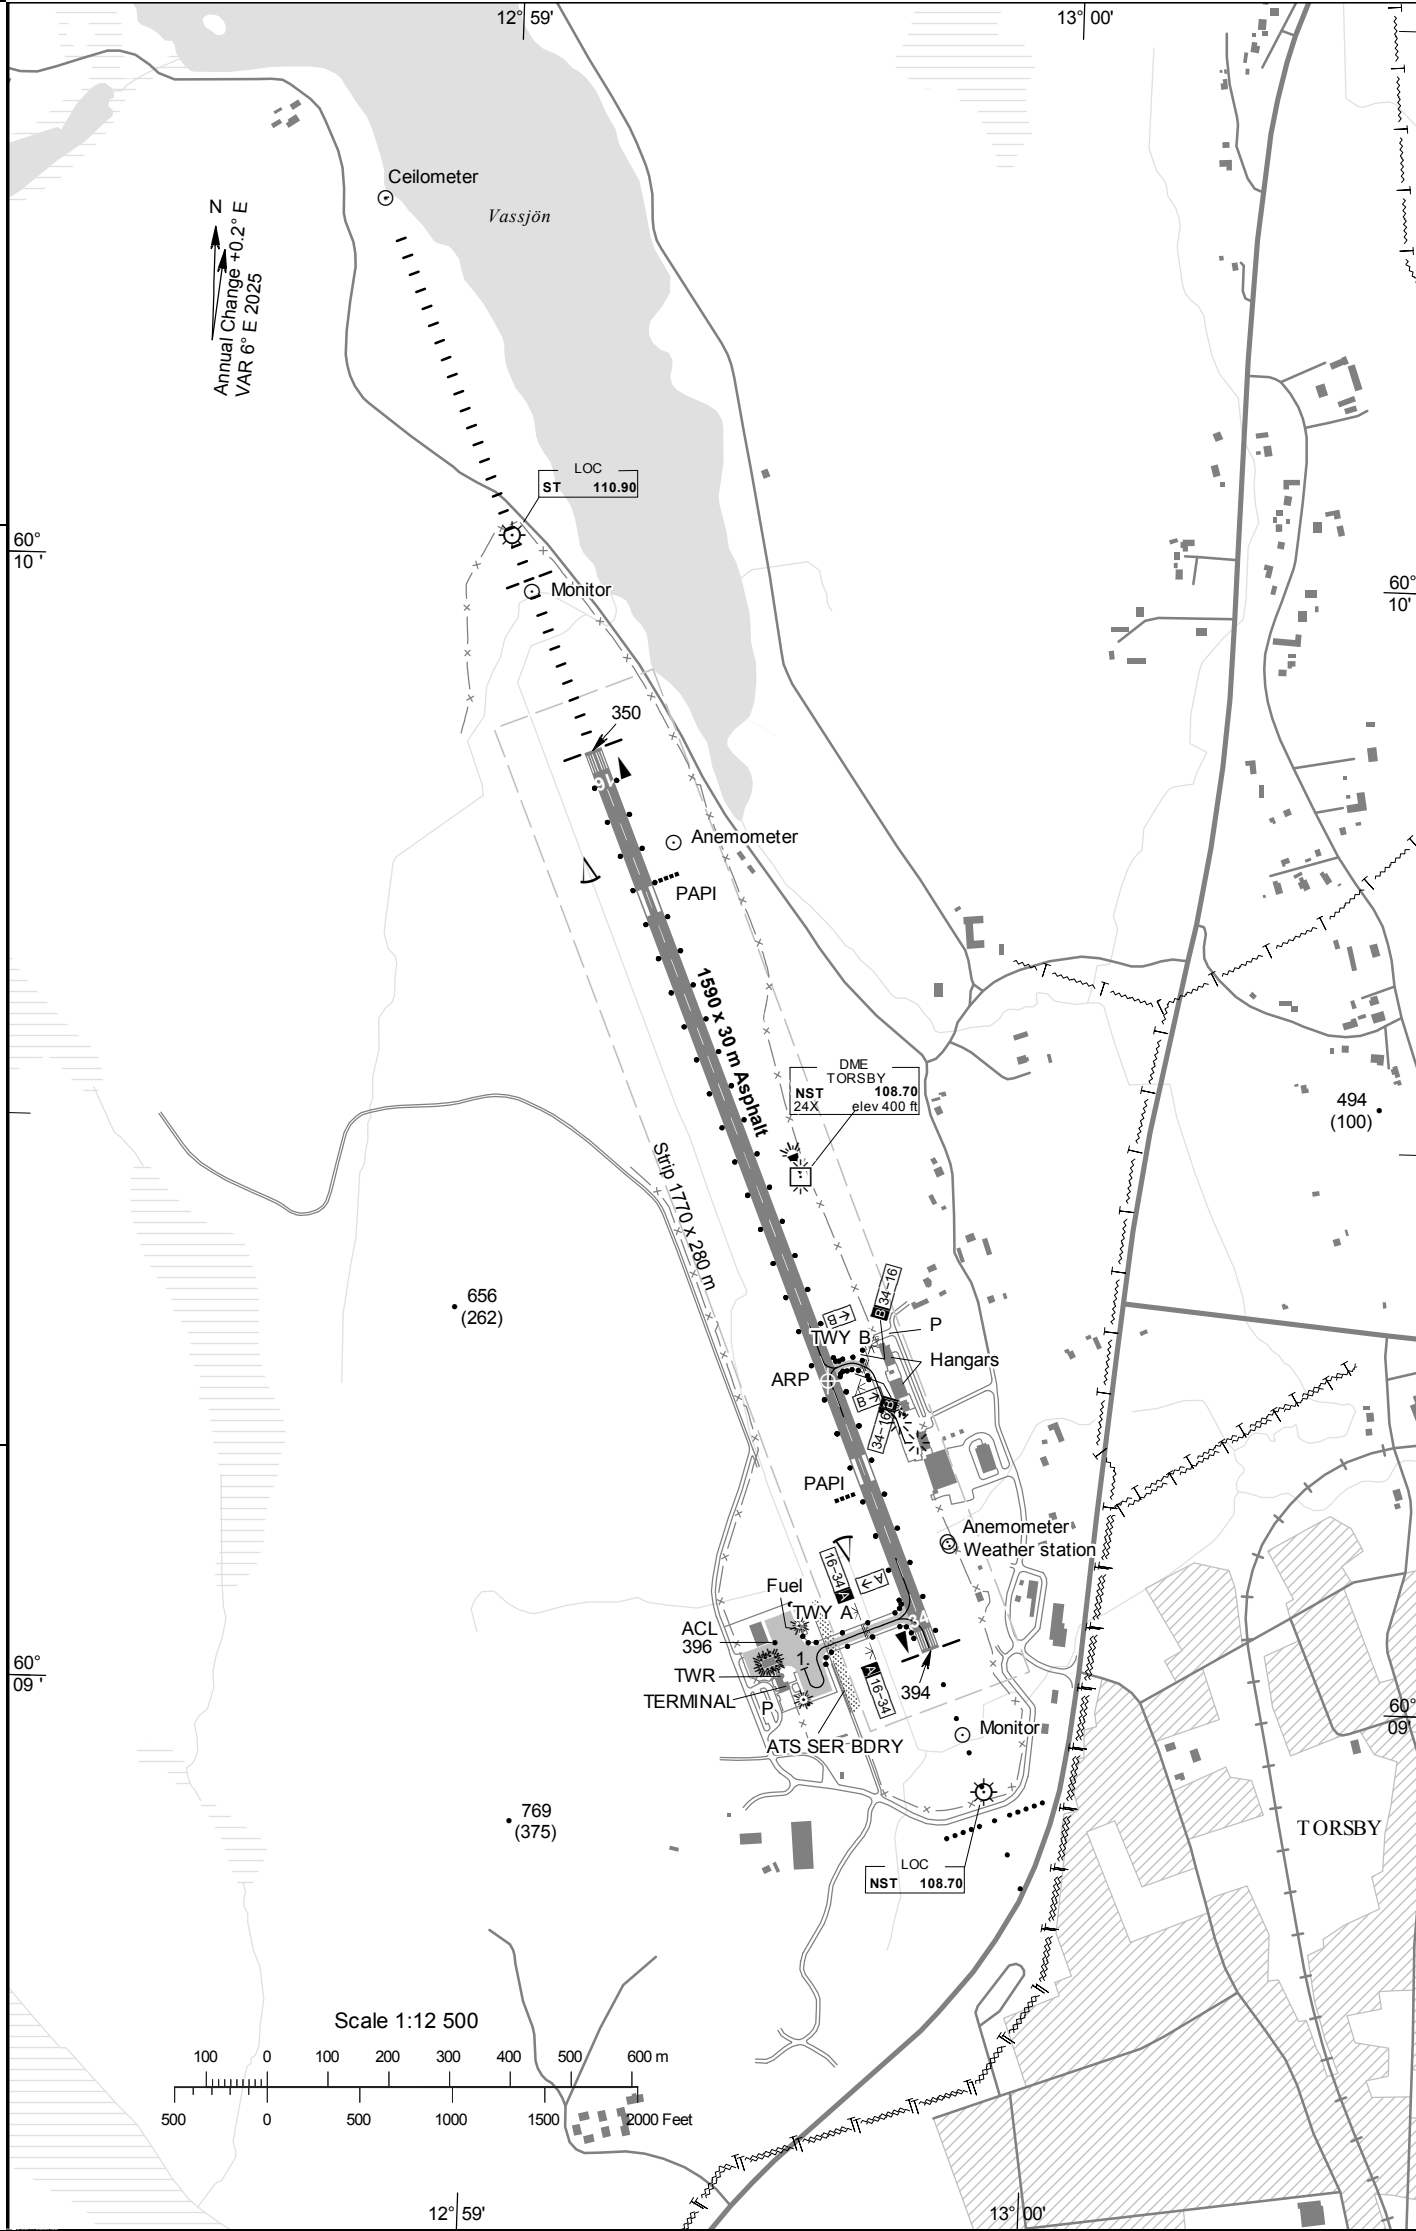 12° 59'
13° 00'
Ceilometer
Vassjön
N
Annual Change +0.2° E
VAR 6° E 2025
LOC
ST 110.90
60°
10 '
60°
10'
Monitor
350
16
Anemometer
PAPI
1590 x 30 m Asphalt
DME
TORSBY
NST 108.70
24X elev 400 ft
494
(100)
Strip 1770 x 280 m
656
(262)
B 34-16
B
P
TWY B
Hangars
ARP
B
34-16 B
PAPI
Anemometer
Weather station
16-34 A
A
Fuel
TWY A
34
ACL
396
1.
TWR
TERMINAL
P
A 16-34
394
60°
09 '
60°
09'
Monitor
ATS SER BDRY
769
(375)
TORSBY
LOC
NST 108.70
Scale 1:12 500
100 0 100 200 300 400 500 600 m
500 0 500 1000 1500 2000 Feet
12° 59'
13° 00'